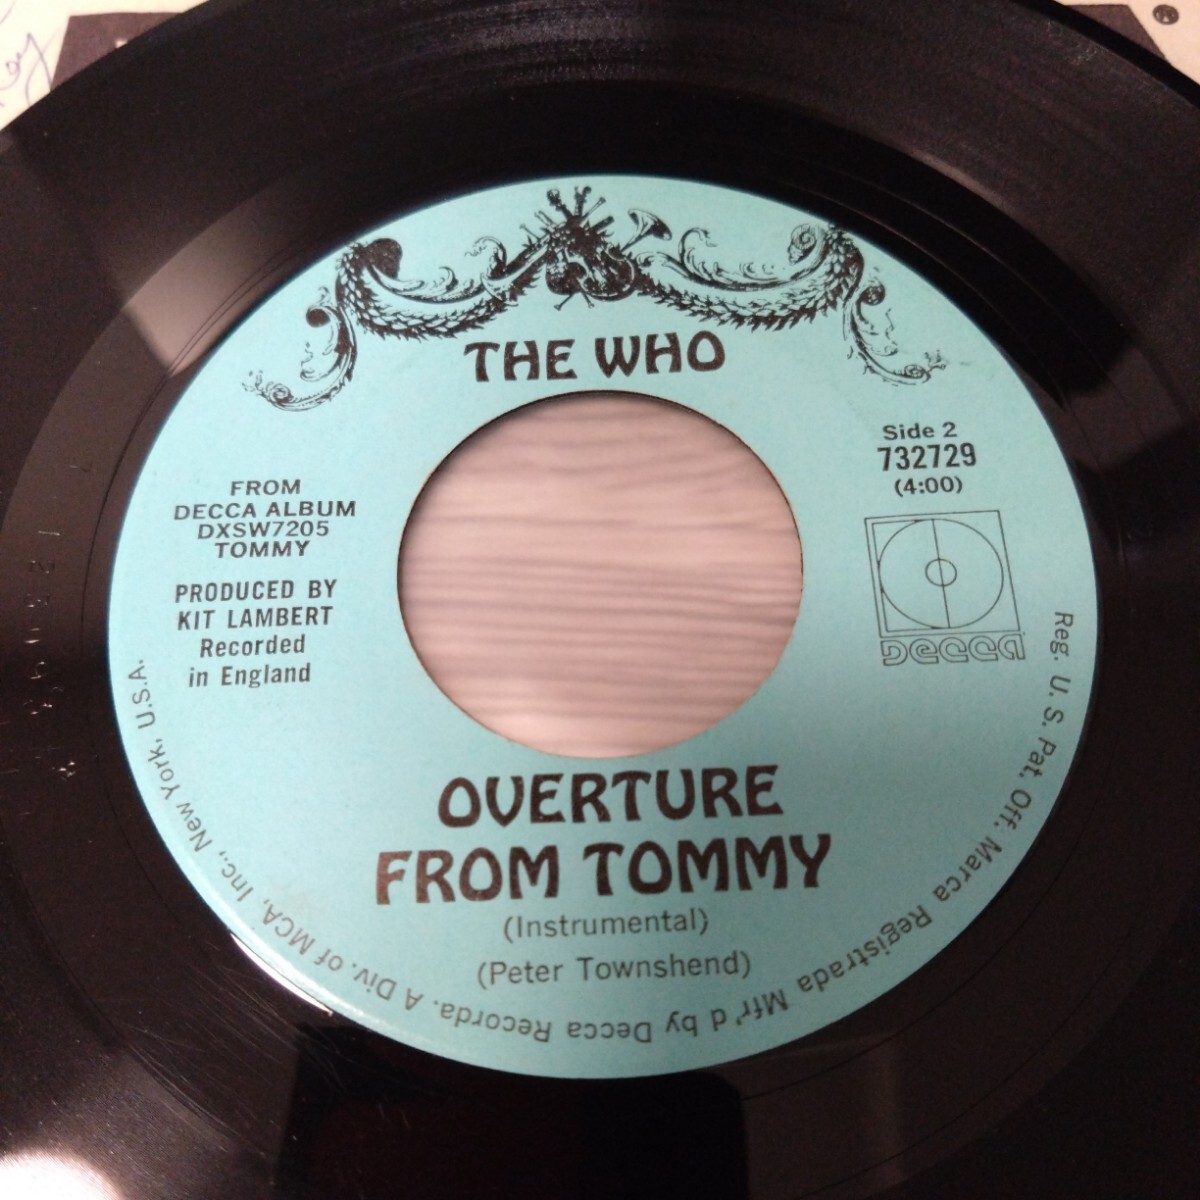 THE WHO
Side 2
732729
(4:00)
FROM
DECCA ALBUM
DXSW7205
TOMMY
PRODUCED BY
KIT LAMBERT
Recorded
in England
DECCA
OVERTURE
FROM TOMMY
(Instrumental)
(Peter Townshend)
Reg. U. S. Pat. Off. Marca Registrada Mfr'd by Decca Recorda. A Div. of MCA, Inc., New York, U.S.A.